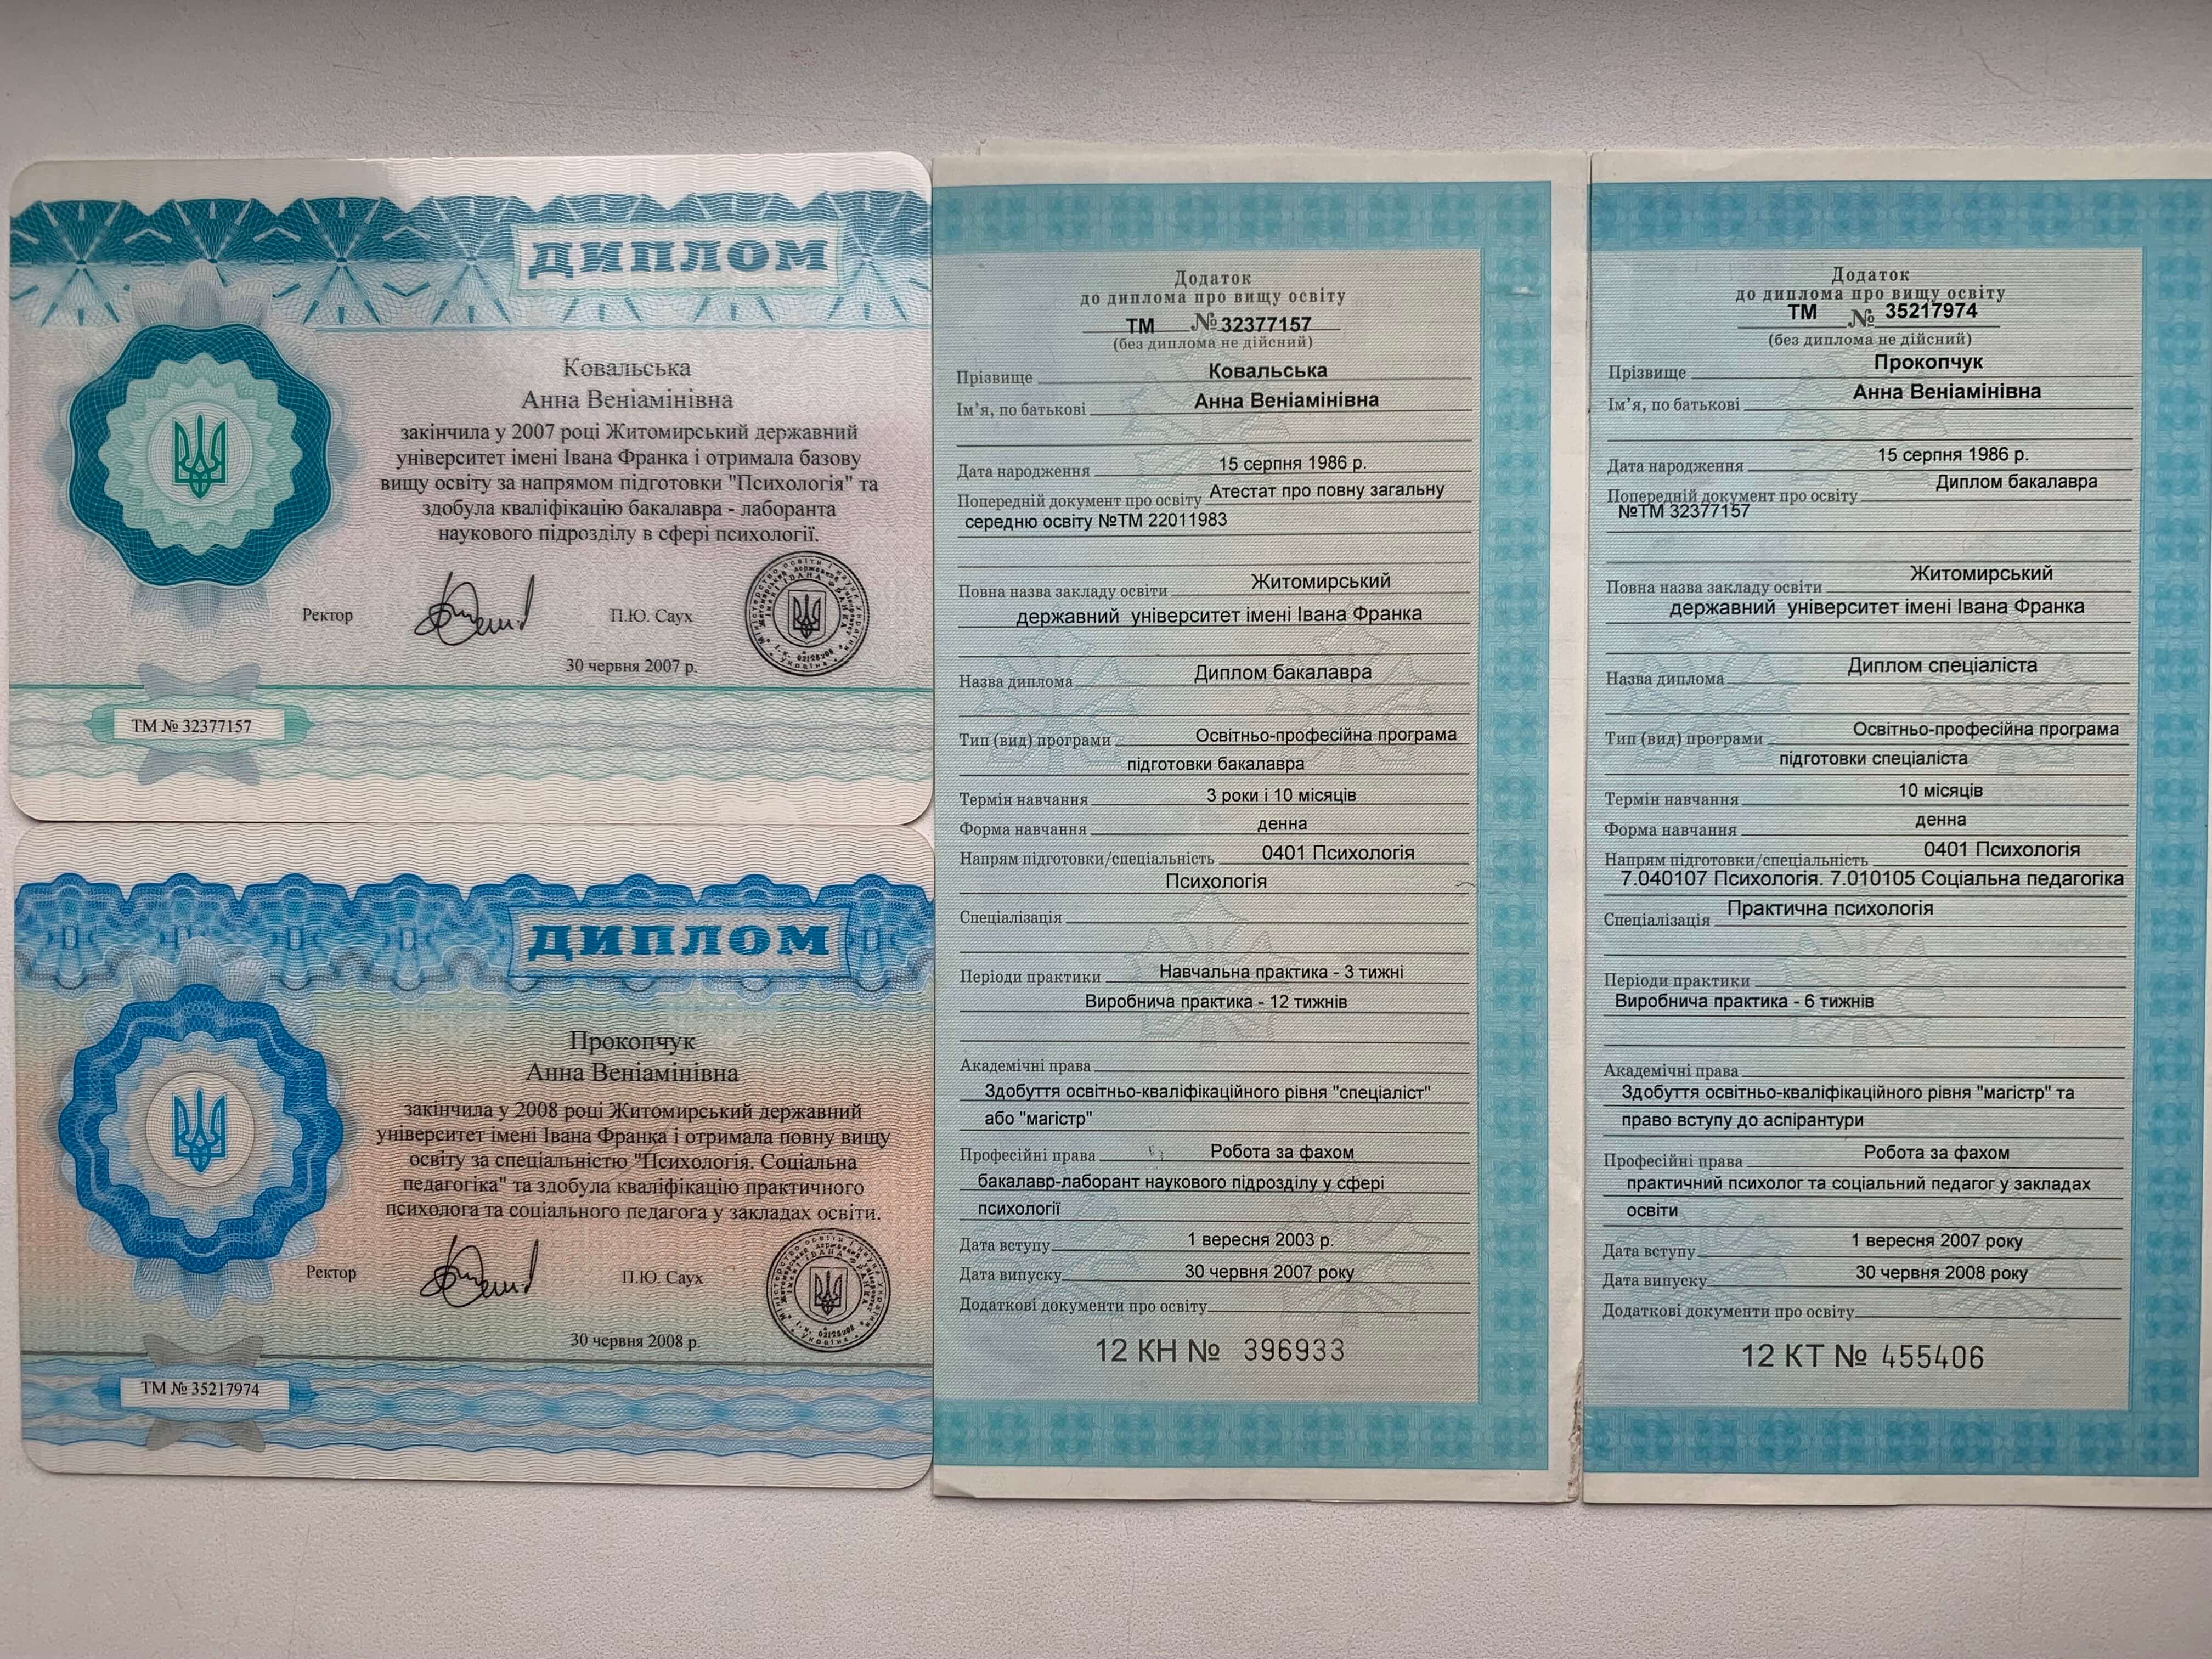 ДИПЛОМ
Ковальська
Анна Веніамінівна
закінчила у 2007 році Житомирський державний
університет імені Івана Франка і отримала базову
вищу освіту за напрямом підготовки "Психологія" та
здобула кваліфікацію бакалавра - лаборанта
наукового підрозділу в сфері психології.
Ректор П.Ю. Саух
30 червня 2007 р.
ТМ № 32377157
ДИПЛОМ
Прокопчук
Анна Веніамінівна
закінчила у 2008 році Житомирський державний
університет імені Івана Франка і отримала повну вищу
освіту за спеціальністю "Психологія. Соціальна
педагогіка" та здобула кваліфікацію практичного
психолога та соціального педагога у закладах освіти.
Ректор П.Ю. Саух
30 червня 2008 р.
ТМ № 35217974
Додаток
до диплома про вищу освіту
ТМ № 32377157
(без диплома не дійсний)
Прізвище Ковальська
Ім’я, по батькові Анна Веніамінівна
Дата народження 15 серпня 1986 р.
Попередній документ про освіту Атестат про повну загальну
середню освіту №ТМ 22011983
Повна назва закладу освіти Житомирський
державний університет імені Івана Франка
Назва диплома Диплом бакалавра
Тип (вид) програми Освітньо-професійна програма
підготовки бакалавра
Термін навчання 3 роки і 10 місяців
Форма навчання денна
Напрям підготовки/спеціальність 0401 Психологія
Психологія
Спеціалізація
Періоди практики Навчальна практика - 3 тижні
Виробнича практика - 12 тижнів
Академічні права
Здобуття освітньо-кваліфікаційного рівня "спеціаліст"
або "магістр"
Професійні права Робота за фахом
бакалавр-лаборант наукового підрозділу у сфері
психології
Дата вступу 1 вересня 2003 р.
Дата випуску 30 червня 2007 року
Додаткові документи про освіту
12 КН № 396933
Додаток
до диплома про вищу освіту
ТМ № 35217974
(без диплома не дійсний)
Прізвище Прокопчук
Ім’я, по батькові Анна Веніамінівна
Дата народження 15 серпня 1986 р.
Попередній документ про освіту Диплом бакалавра
№ТМ 32377157
Повна назва закладу освіти Житомирський
державний університет імені Івана Франка
Назва диплома Диплом спеціаліста
Тип (вид) програми Освітньо-професійна програма
підготовки спеціаліста
Термін навчання 10 місяців
Форма навчання денна
Напрям підготовки/спеціальність 0401 Психологія
7.040107 Психологія. 7.010105 Соціальна педагогіка
Спеціалізація Практична психологія
Періоди практики
Виробнича практика - 6 тижнів
Академічні права
Здобуття освітньо-кваліфікаційного рівня "магістр" та
право вступу до аспірантури
Професійні права Робота за фахом
практичний психолог та соціальний педагог у закладах
освіти
Дата вступу 1 вересня 2007 року
Дата випуску 30 червня 2008 року
Додаткові документи про освіту
12 КТ № 455406